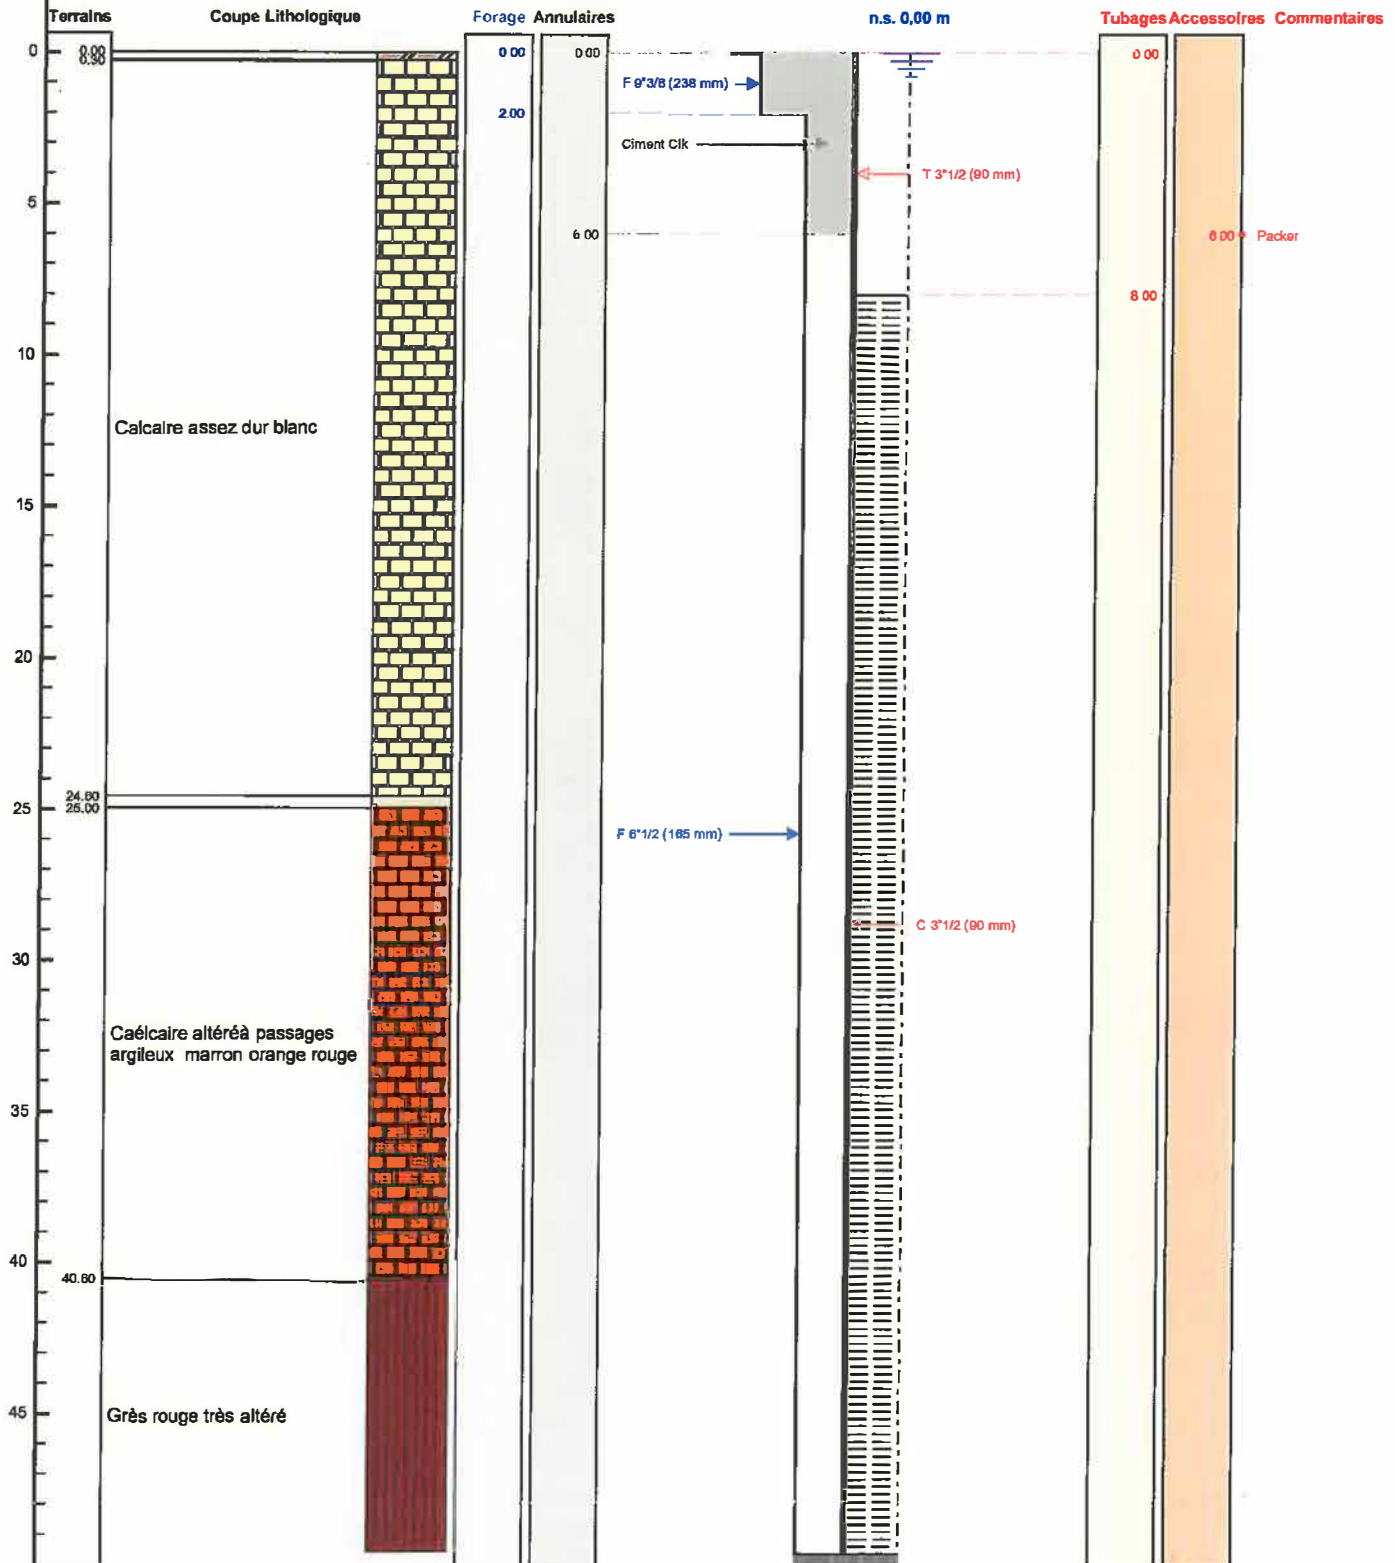 Terrains Coupe Lithologique Forage Annulaires n.s. 0,00 m Tubages Accessoires Commentaires
0 0.00 0 00 0 00 0 00
F 9"3/8 (238 mm)
2.00
Ciment Clk
T 3"1/2 (90 mm)
5
6 00 6 00 Packer
8 00
10
Calcaire assez dur blanc
15
20
24.60
25 25.00
F 6"1/2 (165 mm)
C 3"1/2 (90 mm)
30
Caélcaire altéréà passages
argileux marron orange rouge
35
40
40.60
45 Grès rouge très altéré